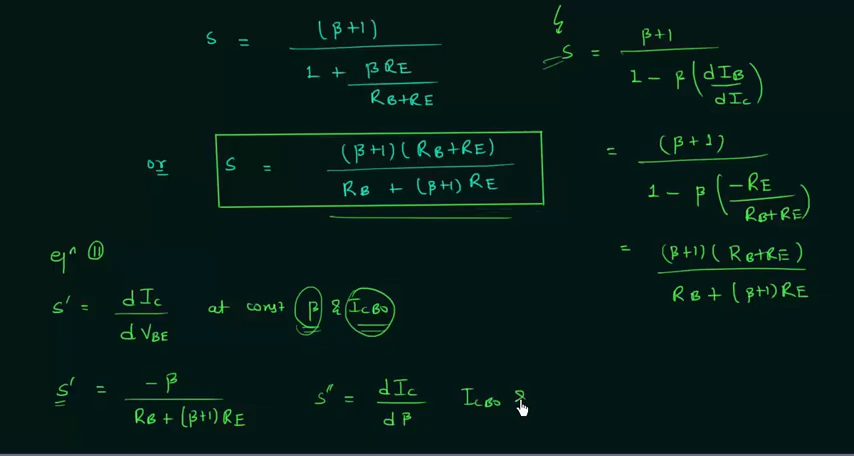 S = (β+1) / (1 + βRE/(RB+RE))
or S = (β+1)(RB+RE) / (RB + (β+1)RE)
eqⁿ ⑪
S' = dIc/dVBE at const β & ICBO
S' = -β / (RB + (β+1)RE)
S'' = dIc/dβ ICBO &
S = β+1 / (1 - β(dIB/dIc))
= (β+1) / (1 - β(-RE/(RB+RE)))
= (β+1)(RB+RE) / (RB + (β+1)RE)